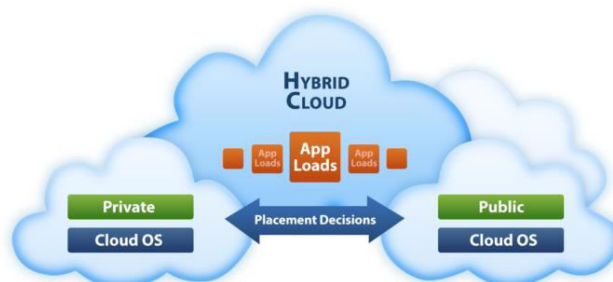 HYBRID
CLOUD
App Loads
App Loads
App Loads
Private
Cloud OS
Placement Decisions
Public
Cloud OS